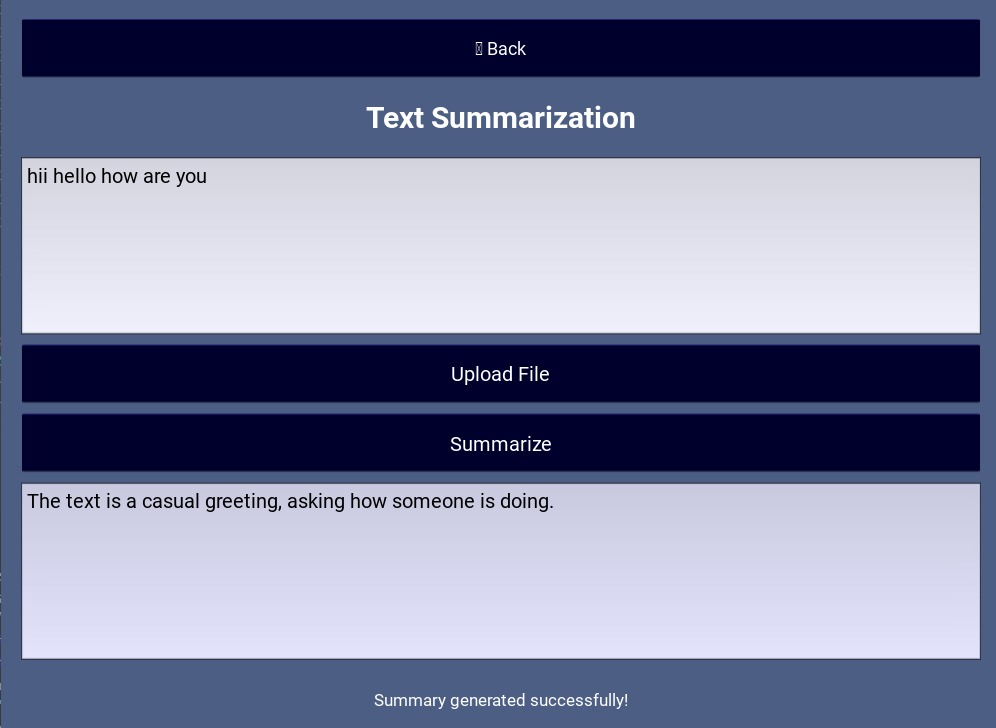 Back
Text Summarization
hii hello how are you
Upload File
Summarize
The text is a casual greeting, asking how someone is doing.
Summary generated successfully!